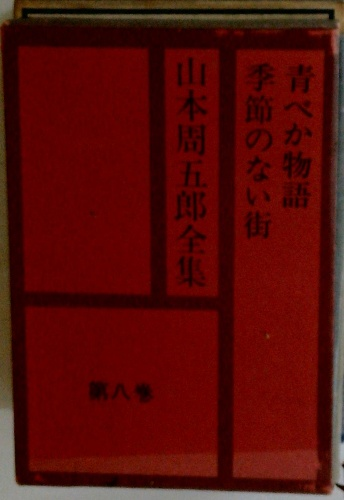 青べか物語
季節のない街
山本周五郎全集
第八巻